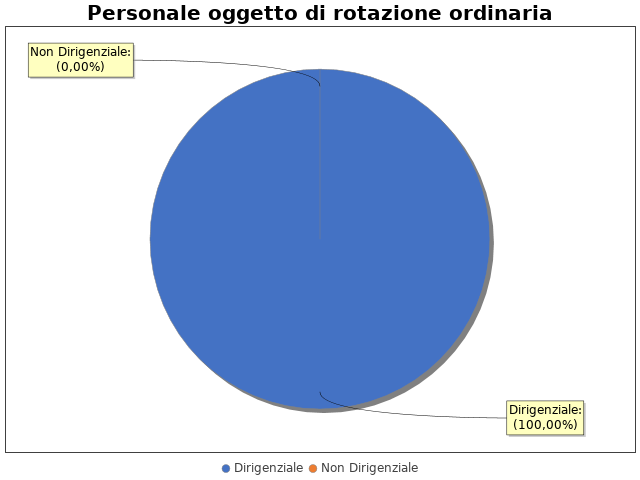 Personale oggetto di rotazione ordinaria
Non Dirigenziale:
(0,00%)
Dirigenziale:
(100,00%)
Dirigenziale Non Dirigenziale